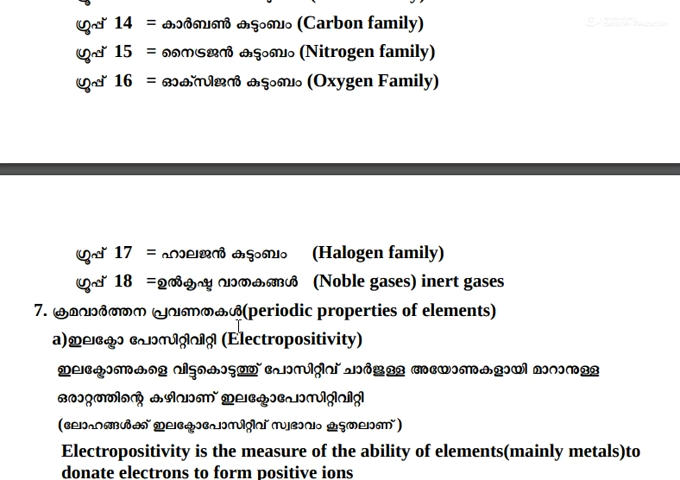 ഗ്രൂപ്പ് 14 = കാർബൺ കുടുംബം (Carbon family)
ഗ്രൂപ്പ് 15 = നൈട്രജൻ കുടുംബം (Nitrogen family)
ഗ്രൂപ്പ് 16 = ഓക്സിജൻ കുടുംബം (Oxygen Family)
ഗ്രൂപ്പ് 17 = ഹാലജൻ കുടുംബം (Halogen family)
ഗ്രൂപ്പ് 18 =ഉൽകൃഷ്ട വാതകങ്ങൾ (Noble gases) inert gases
7. ക്രമവാർത്തന പ്രവണതകൾ(periodic properties of elements)
a)ഇലക്ട്രോ പോസിറ്റിവിറ്റി (Electropositivity)
ഇലക്ട്രോണുകളെ വിട്ടുകൊടുത്ത് പോസിറ്റീവ് ചാർജുള്ള അയോണുകളായി മാറാനുള്ള
ഒരാറ്റത്തിന്റെ കഴിവാണ് ഇലക്ട്രോപോസിറ്റിവിറ്റി
(ലോഹങ്ങൾക്ക് ഇലക്ട്രോപോസിറ്റീവ് സ്വഭാവം കൂടുതലാണ് )
Electropositivity is the measure of the ability of elements(mainly metals)to
donate electrons to form positive ions